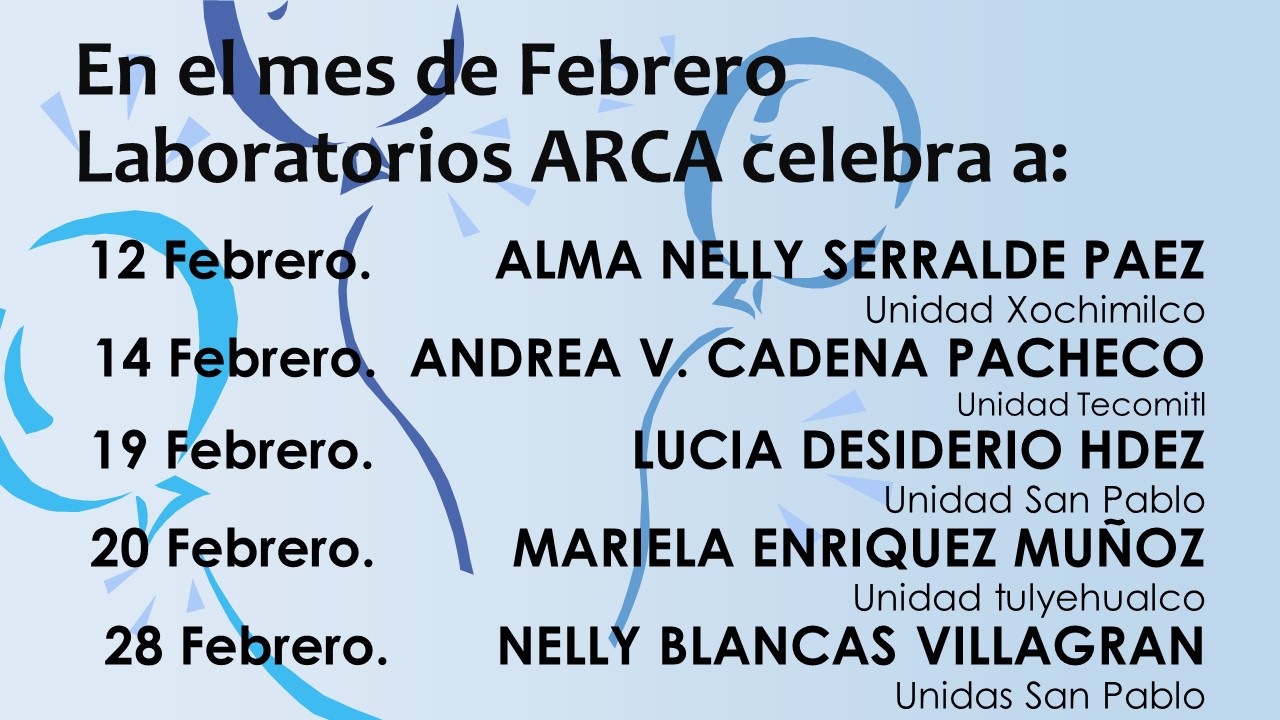 En el mes de Febrero
Laboratorios ARCA celebra a:
12 Febrero. ALMA NELLY SERRALDE PAEZ
Unidad Xochimilco
14 Febrero. ANDREA V. CADENA PACHECO
Unidad Tecomitl
19 Febrero. LUCIA DESIDERIO HDEZ
Unidad San Pablo
20 Febrero. MARIELA ENRIQUEZ MUÑOZ
Unidad tulyehualco
28 Febrero. NELLY BLANCAS VILLAGRAN
Unidas San Pablo